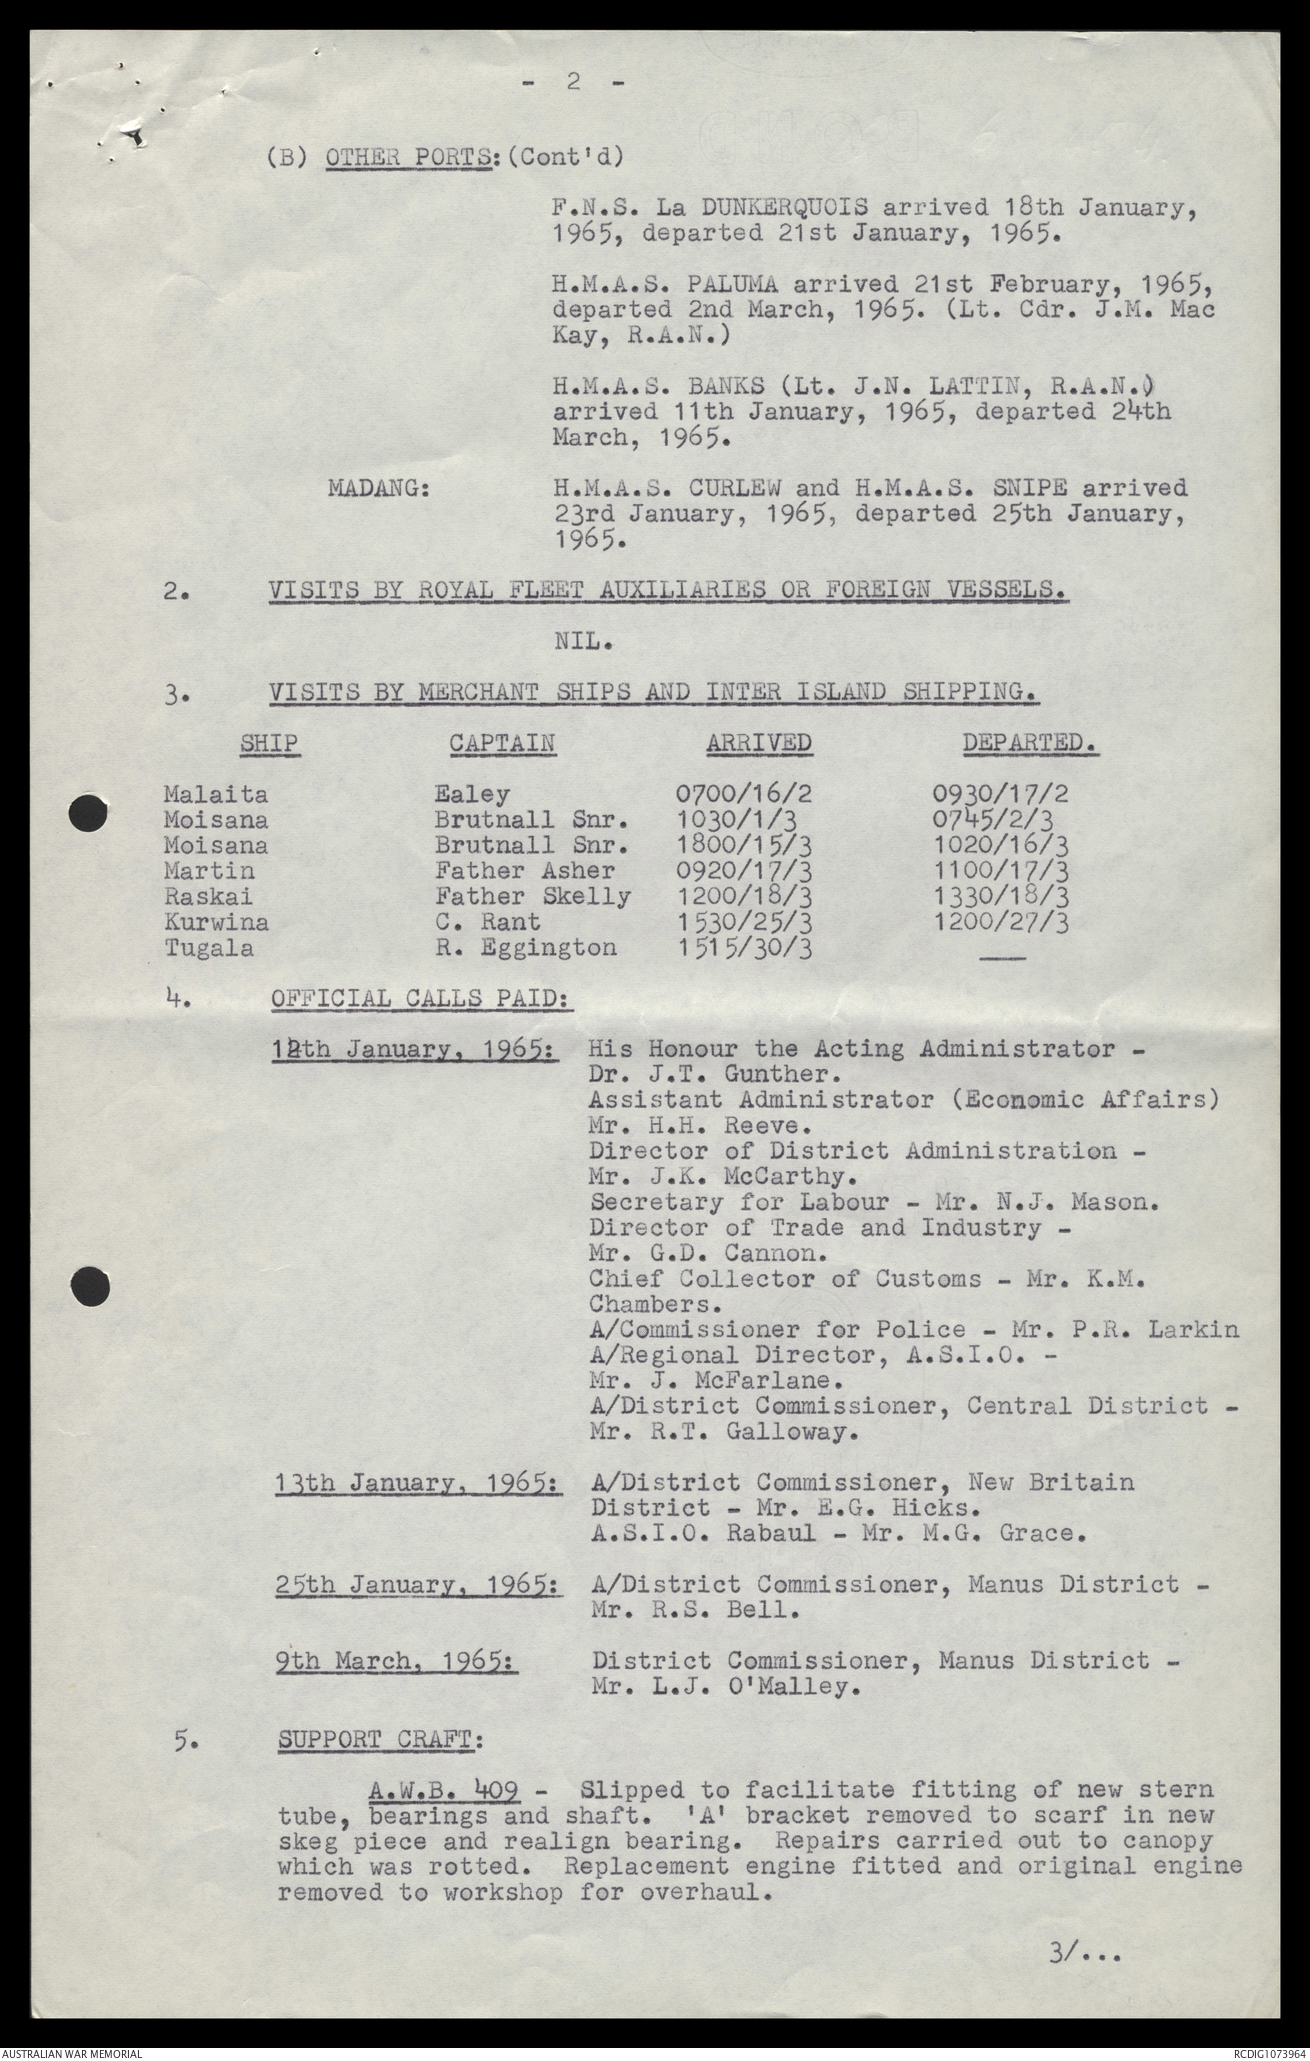 - 2 -
(B) OTHER PORTS:(Cont'd)
F.N.S. La DUNKERQUOIS arrived 18th January,
1965, departed 21st January, 1965.
H.M.A.S. PALUMA arrived 21st February, 1965,
departed 2nd March, 1965. (Lt. Cdr. J.M. Mac
Kay, R.A.N.)
H.M.A.S. BANKS (Lt. J.N. LATTIN, R.A.N.)
arrived 11th January, 1965, departed 24th
March, 1965.
MADANG: H.M.A.S. CURLEW and H.M.A.S. SNIPE arrived
23rd January, 1965, departed 25th January,
1965.
2. VISITS BY ROYAL FLEET AUXILIARIES OR FOREIGN VESSELS.
NIL.
3. VISITS BY MERCHANT SHIPS AND INTER ISLAND SHIPPING.
SHIP CAPTAIN ARRIVED DEPARTED.
Malaita Ealey 0700/16/2 0930/17/2
Moisana Brutnall Snr. 1030/1/3 0745/2/3
Moisana Brutnall Snr. 1800/15/3 1020/16/3
Martin Father Asher 0920/17/3 1100/17/3
Raskai Father Skelly 1200/18/3 1330/18/3
Kurwina C. Rant 1530/25/3 1200/27/3
Tugala R. Eggington 1515/30/3 ___
4. OFFICIAL CALLS PAID:
January, 1965: His Honour the Acting Administrator -
Dr. J.T. Gunther.
Assistant Administrator (Economic Affairs)
Mr. H.H. Reeve.
Director of District Administration -
Mr. J.K. McCarthy.
Secretary for Labour - Mr. N.J. Mason.
Director of Trade and Industry -
Mr. G.D. Cannon.
Chief Collector of Customs - Mr. K.M.
Chambers.
A/Commissioner for Police - Mr. P.R. Larkin
A/Regional Director, A.S.I.O. -
Mr. J. McFarlane.
A/District Commissioner, Central District -
Mr. R.T. Galloway.
13th January, 1965: A/District Commissioner, New Britain
District - Mr. E.G. Hicks.
A.S.I.O. Rabaul - Mr. M.G. Grace.
25th January, 1965: A/District Commissioner, Manus District -
Mr. R.S. Bell.
9th March, 1965: District Commissioner, Manus District -
Mr. L.J. O'Malley.
5. SUPPORT CRAFT:
A.W.B. 409 - Slipped to facilitate fitting of new stern
tube, bearings and shaft. 'A' bracket removed to scarf in new
skeg piece and realign bearing. Repairs carried out to canopy
which was rotted. Replacement engine fitted and original engine
removed to workshop for overhaul.
3/...
AUSTRALIAN WAR MEMORIAL RCDIG1073964